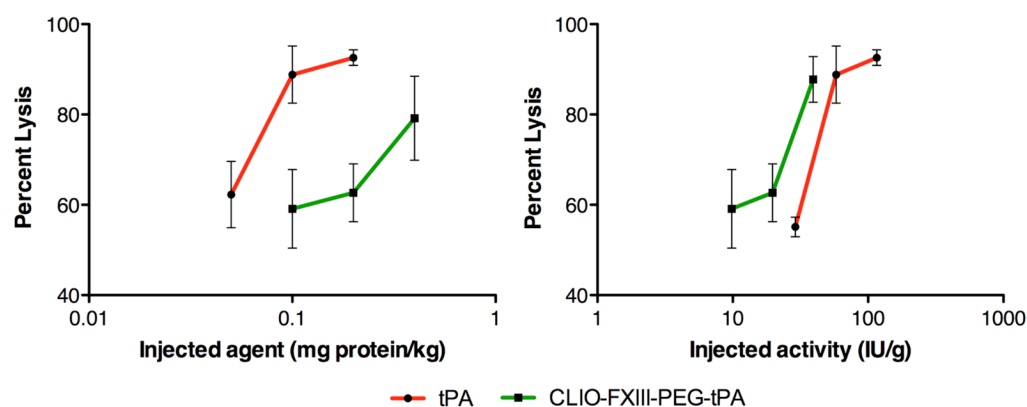 100
80
60
40
0.01
0.1
1
Percent Lysis
Injected agent (mg protein/kg)
100
80
60
40
1
10
100
1000
Percent Lysis
Injected activity (IU/g)
tPA
CLIO-FXIII-PEG-tPA